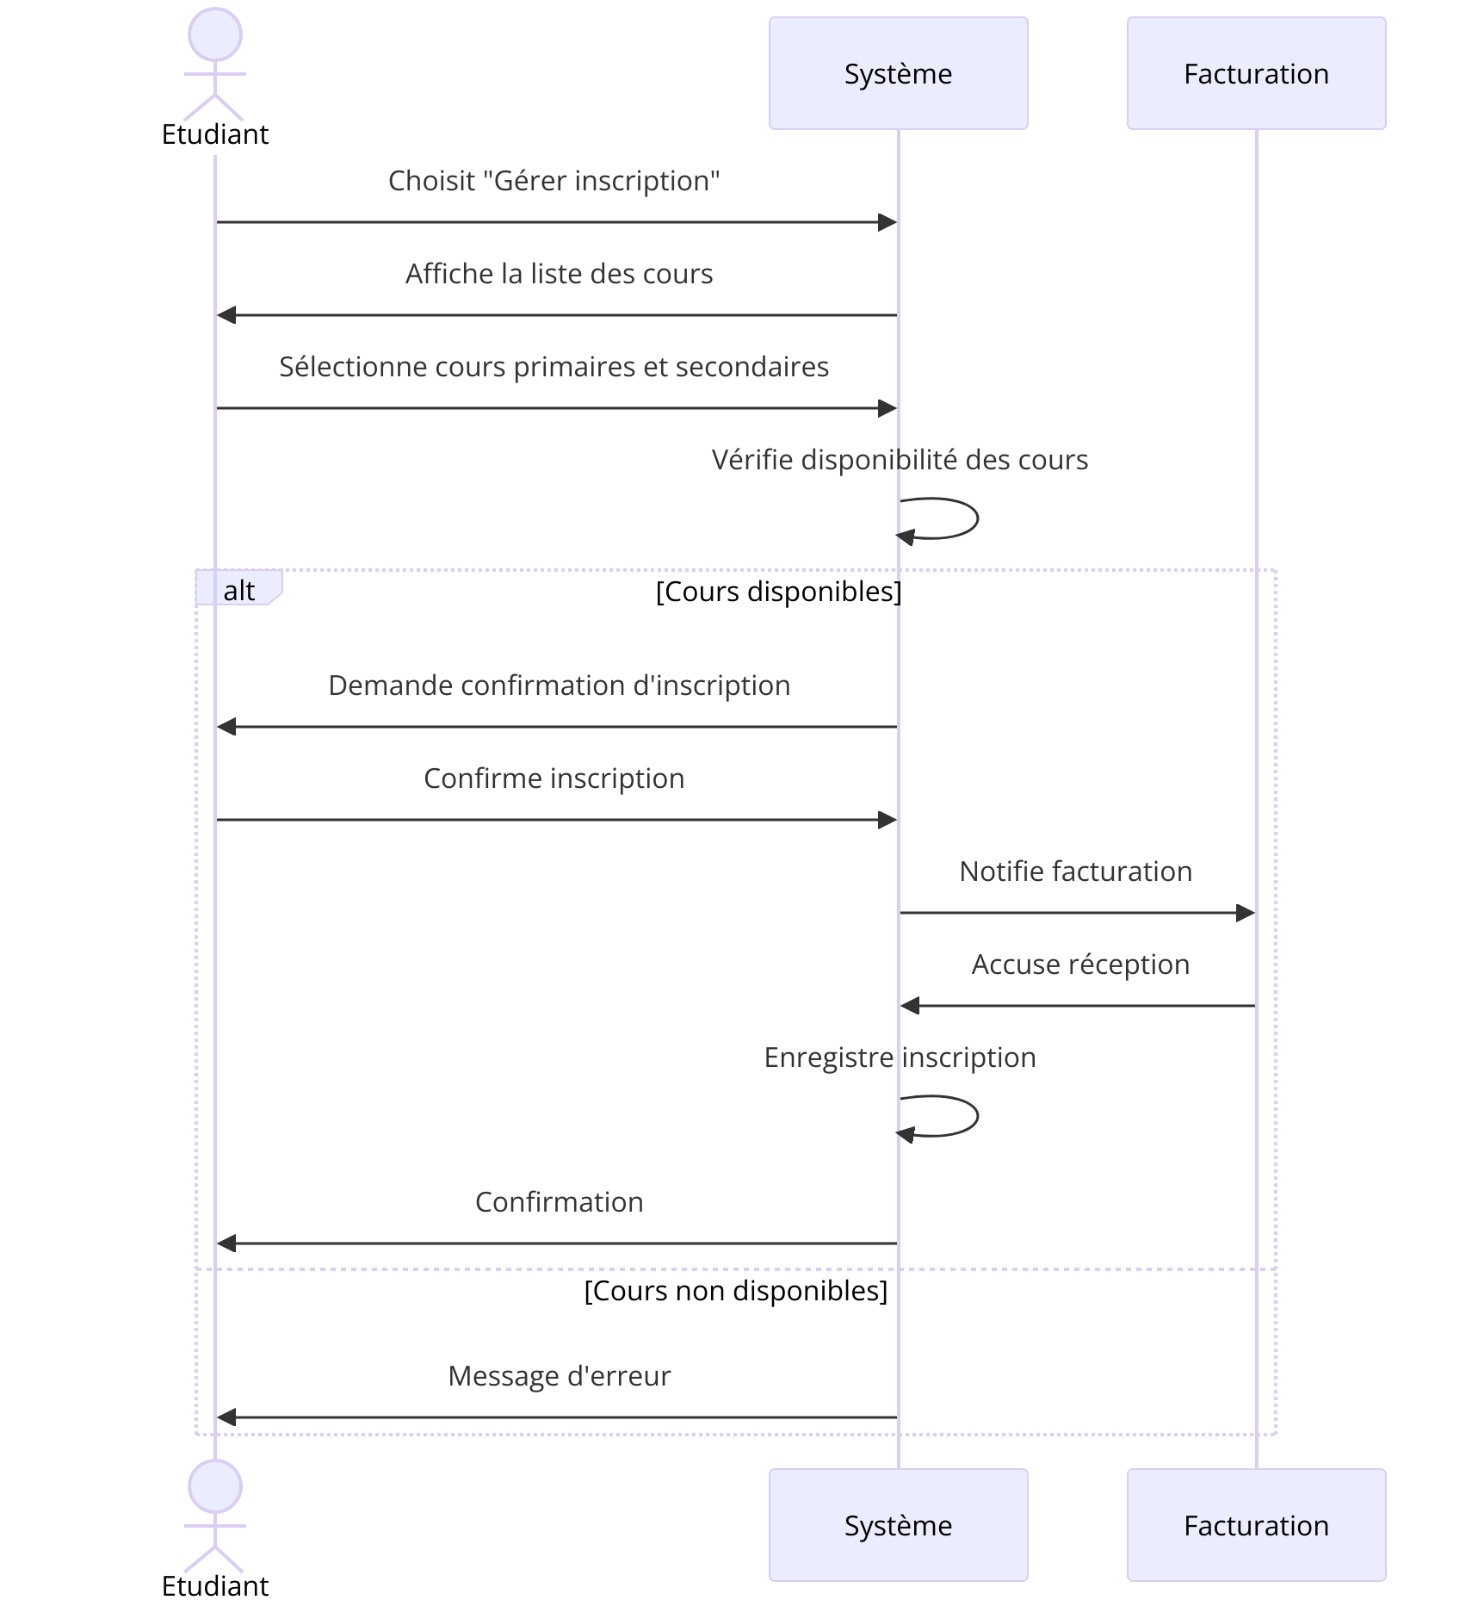 Système
Facturation
Etudiant
Choisit "Gérer inscription"
Affiche la liste des cours
Sélectionne cours primaires et secondaires
Vérifie disponibilité des cours
alt
[Cours disponibles]
Demande confirmation d'inscription
Confirme inscription
Notifie facturation
Accuse réception
Enregistre inscription
Confirmation
[Cours non disponibles]
Message d'erreur
Système
Facturation
Etudiant